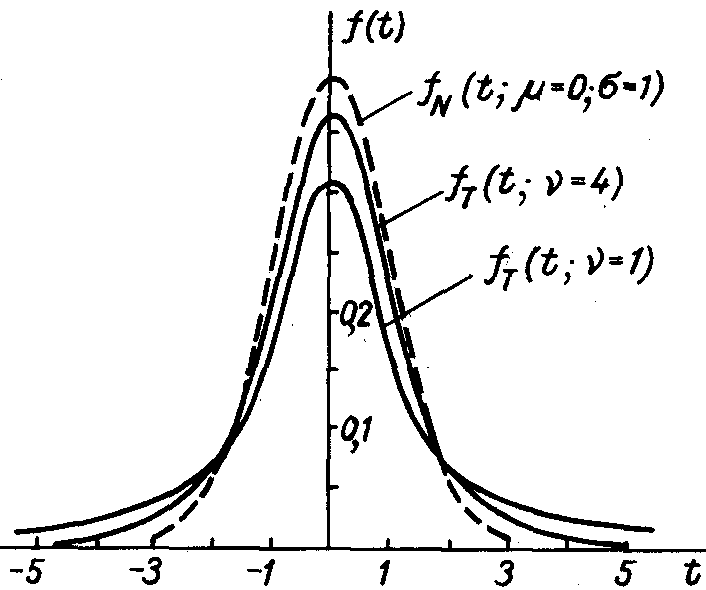 f(t)
f_N(t; μ=0; σ=1)
f_T(t; ν=4)
f_T(t; ν=1)
0,2
0,1
-5 -3 -1 1 3 5 t